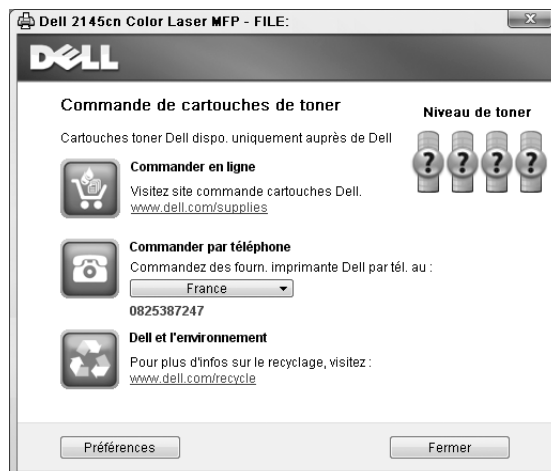 Dell 2145cn Color Laser MFP - FILE:
DELL
Commande de cartouches de toner
Niveau de toner
Cartouches toner Dell dispo. uniquement auprès de Dell
? ? ? ?
Commander en ligne
Visitez site commande cartouches Dell.
www.dell.com/supplies
Commander par téléphone
Commandez des fourn. imprimante Dell par tél. au :
France
0825387247
Dell et l'environnement
Pour plus d'infos sur le recyclage, visitez :
www.dell.com/recycle
Préférences
Fermer